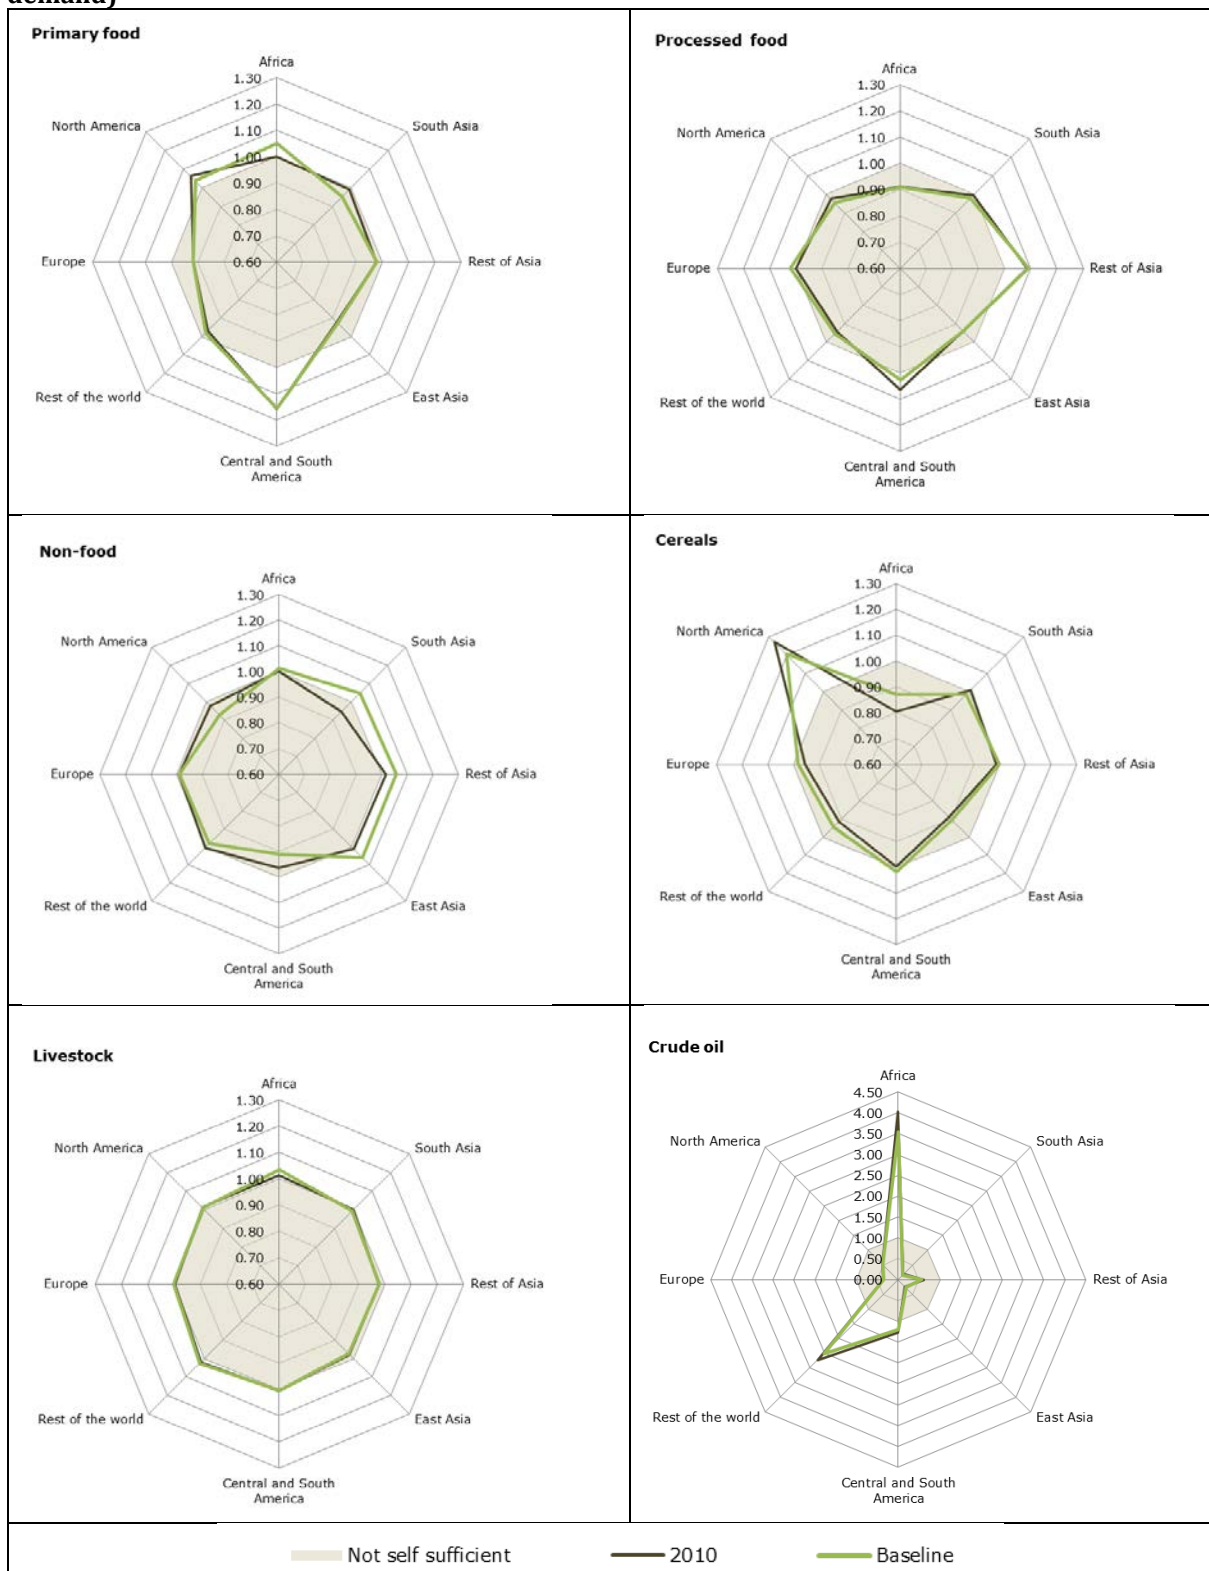 demand)
Primary food
Africa
1.30
1.20
1.10
1.00
0.90
0.80
0.70
0.60
South Asia
Rest of Asia
East Asia
Central and South
America
Rest of the world
Europe
North America
Processed food
Africa
1.30
1.20
1.10
1.00
0.90
0.80
0.70
0.60
South Asia
Rest of Asia
East Asia
Central and South
America
Rest of the world
Europe
North America
Non-food
Africa
1.30
1.20
1.10
1.00
0.90
0.80
0.70
0.60
South Asia
Rest of Asia
East Asia
Central and South
America
Rest of the world
Europe
North America
Cereals
Africa
1.30
1.20
1.10
1.00
0.90
0.80
0.70
0.60
South Asia
Rest of Asia
East Asia
Central and South
America
Rest of the world
Europe
North America
Livestock
Africa
1.30
1.20
1.10
1.00
0.90
0.80
0.70
0.60
South Asia
Rest of Asia
East Asia
Central and South
America
Rest of the world
Europe
North America
Crude oil
Africa
4.50
4.00
3.50
3.00
2.50
2.00
1.50
1.00
0.50
0.00
South Asia
Rest of Asia
East Asia
Central and South
America
Rest of the world
Europe
North America
Not self sufficient
2010
Baseline